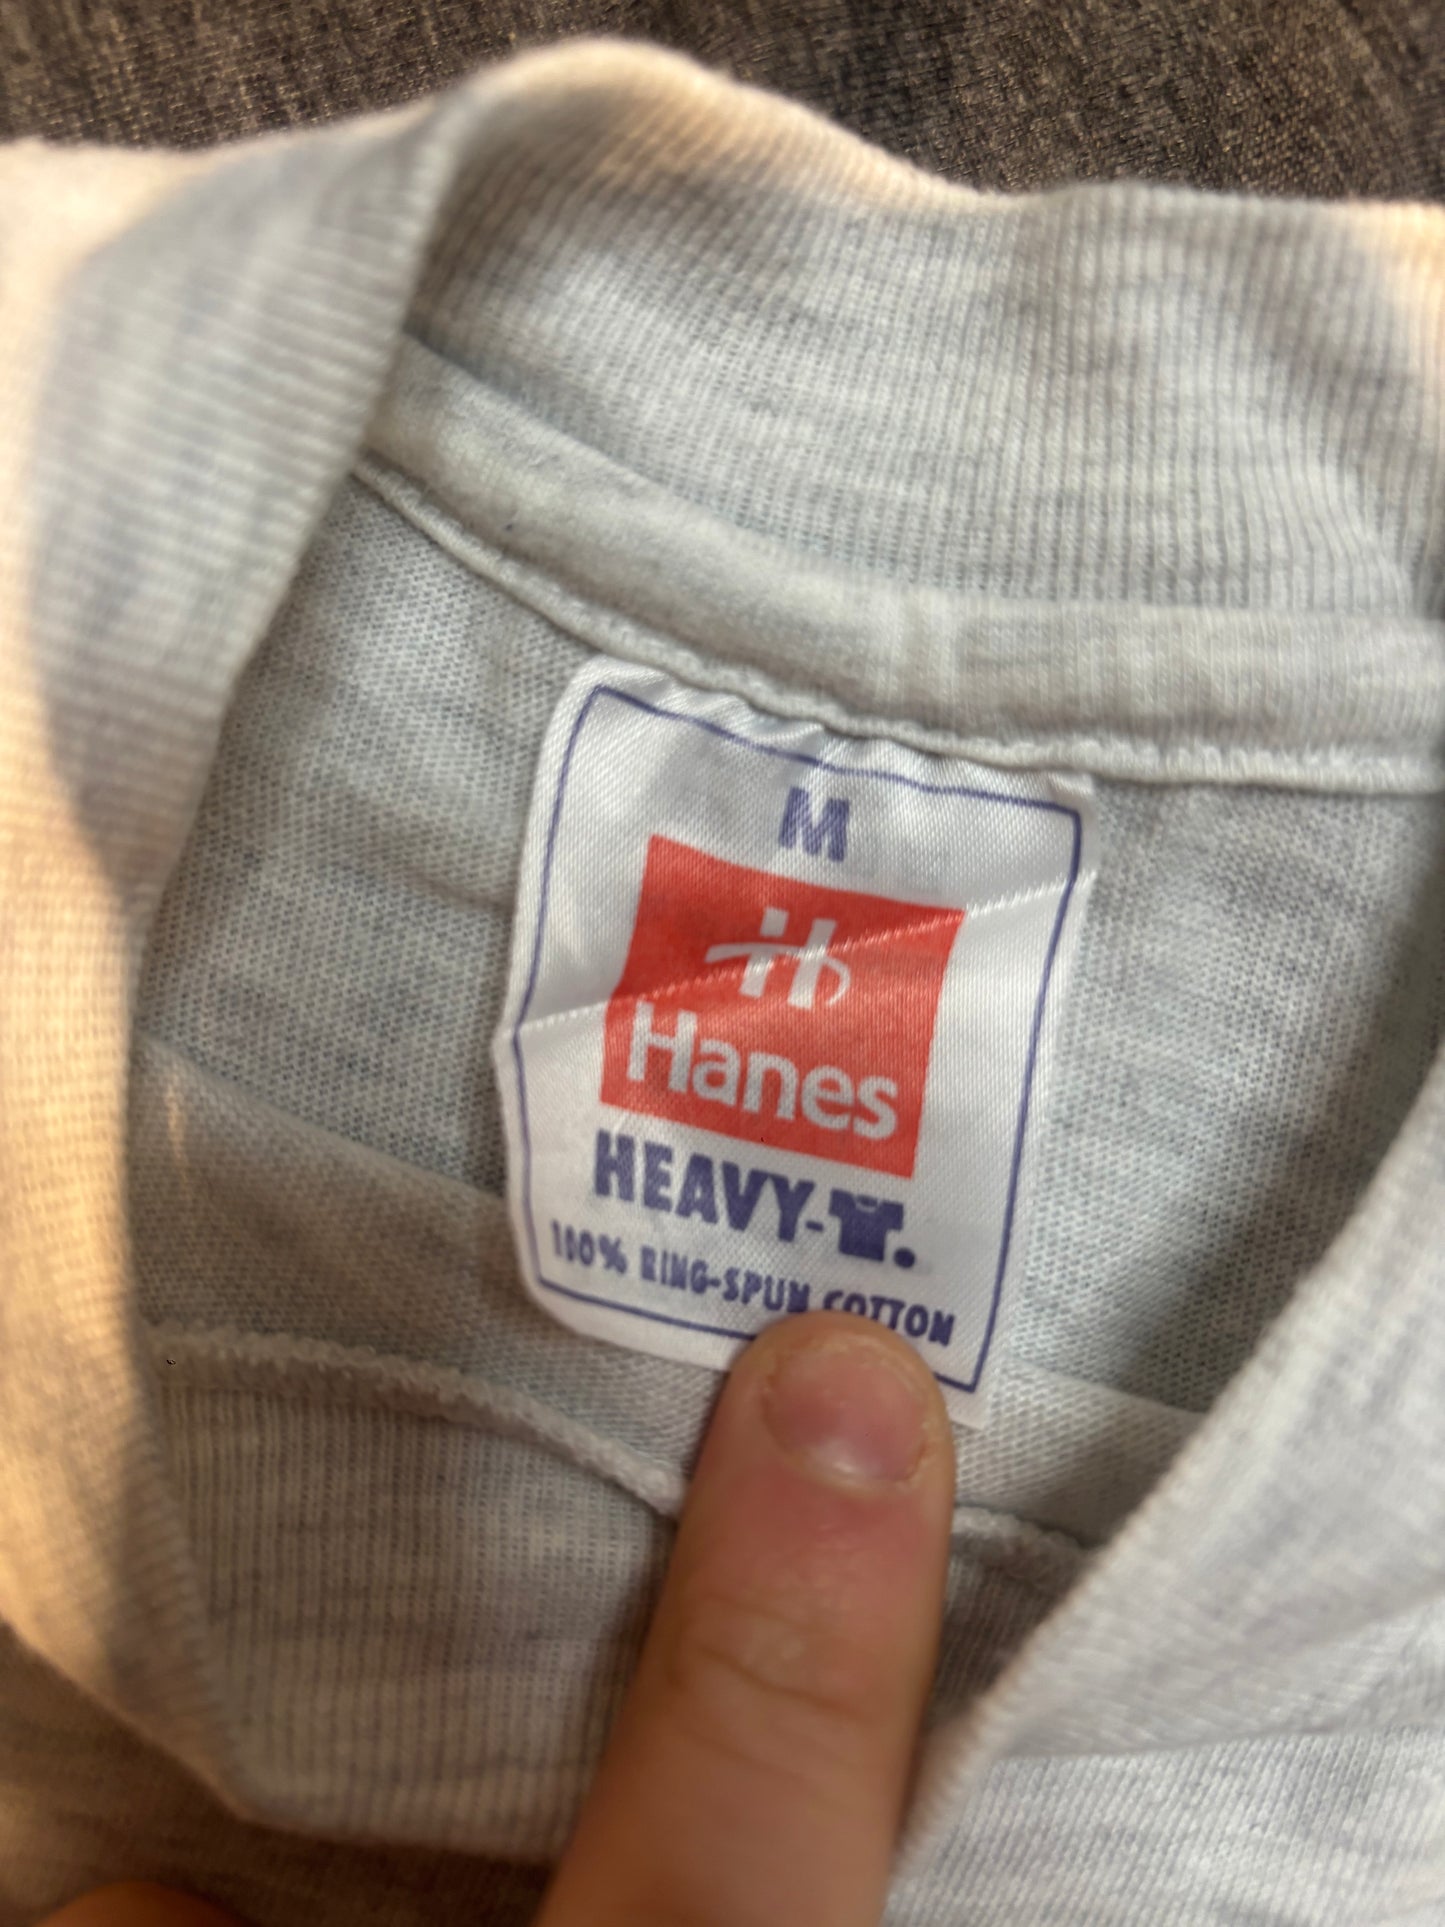 M
Hanes
HEAVY-
100% RING-SPUN COTTON